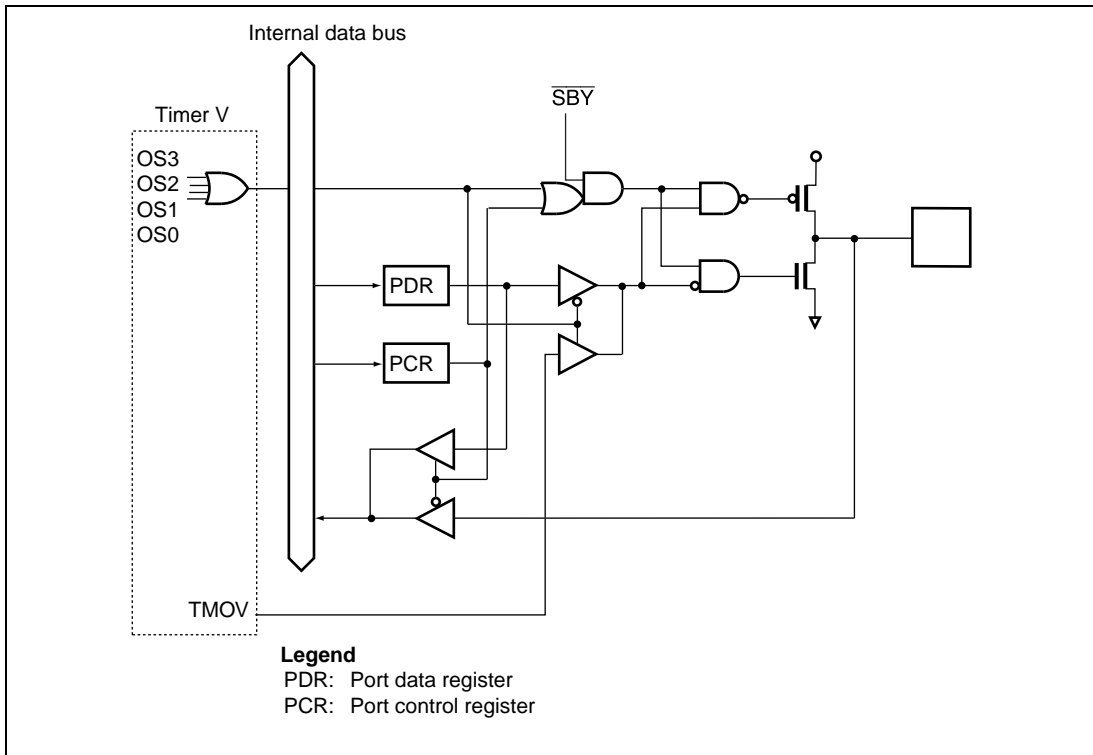 Internal data bus
SBY
Timer V
OS3
OS2
OS1
OS0
PDR
PCR
TMOV
Legend
PDR: Port data register
PCR: Port control register